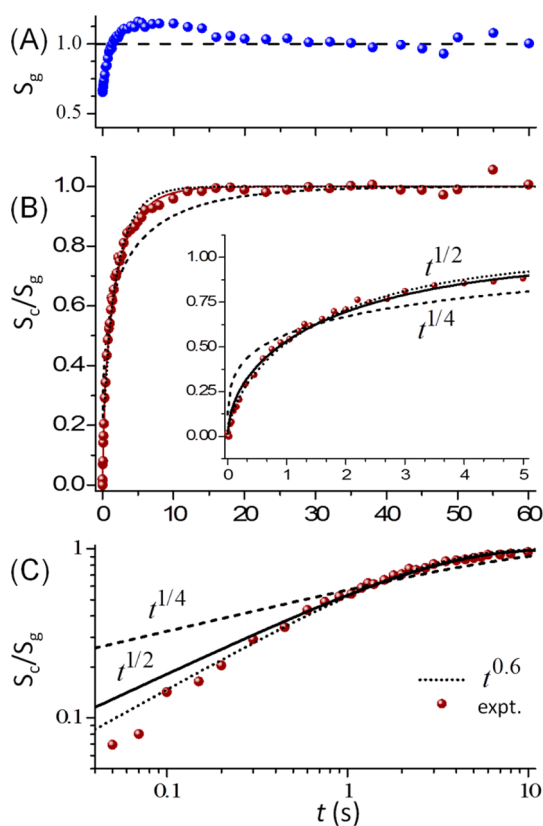 (A)
S_g
1.0
0.5
(B)
S_c/S_g
1.0
0.8
0.6
0.4
0.2
0.0
1.00
0.75
0.50
0.25
0.00
t^{1/2}
t^{1/4}
0 1 2 3 4 5
0 10 20 30 40 50 60
(C)
S_c/S_g
1
0.1
t^{1/4}
t^{1/2}
t^{0.6}
expt.
0.1 1 10
t (s)